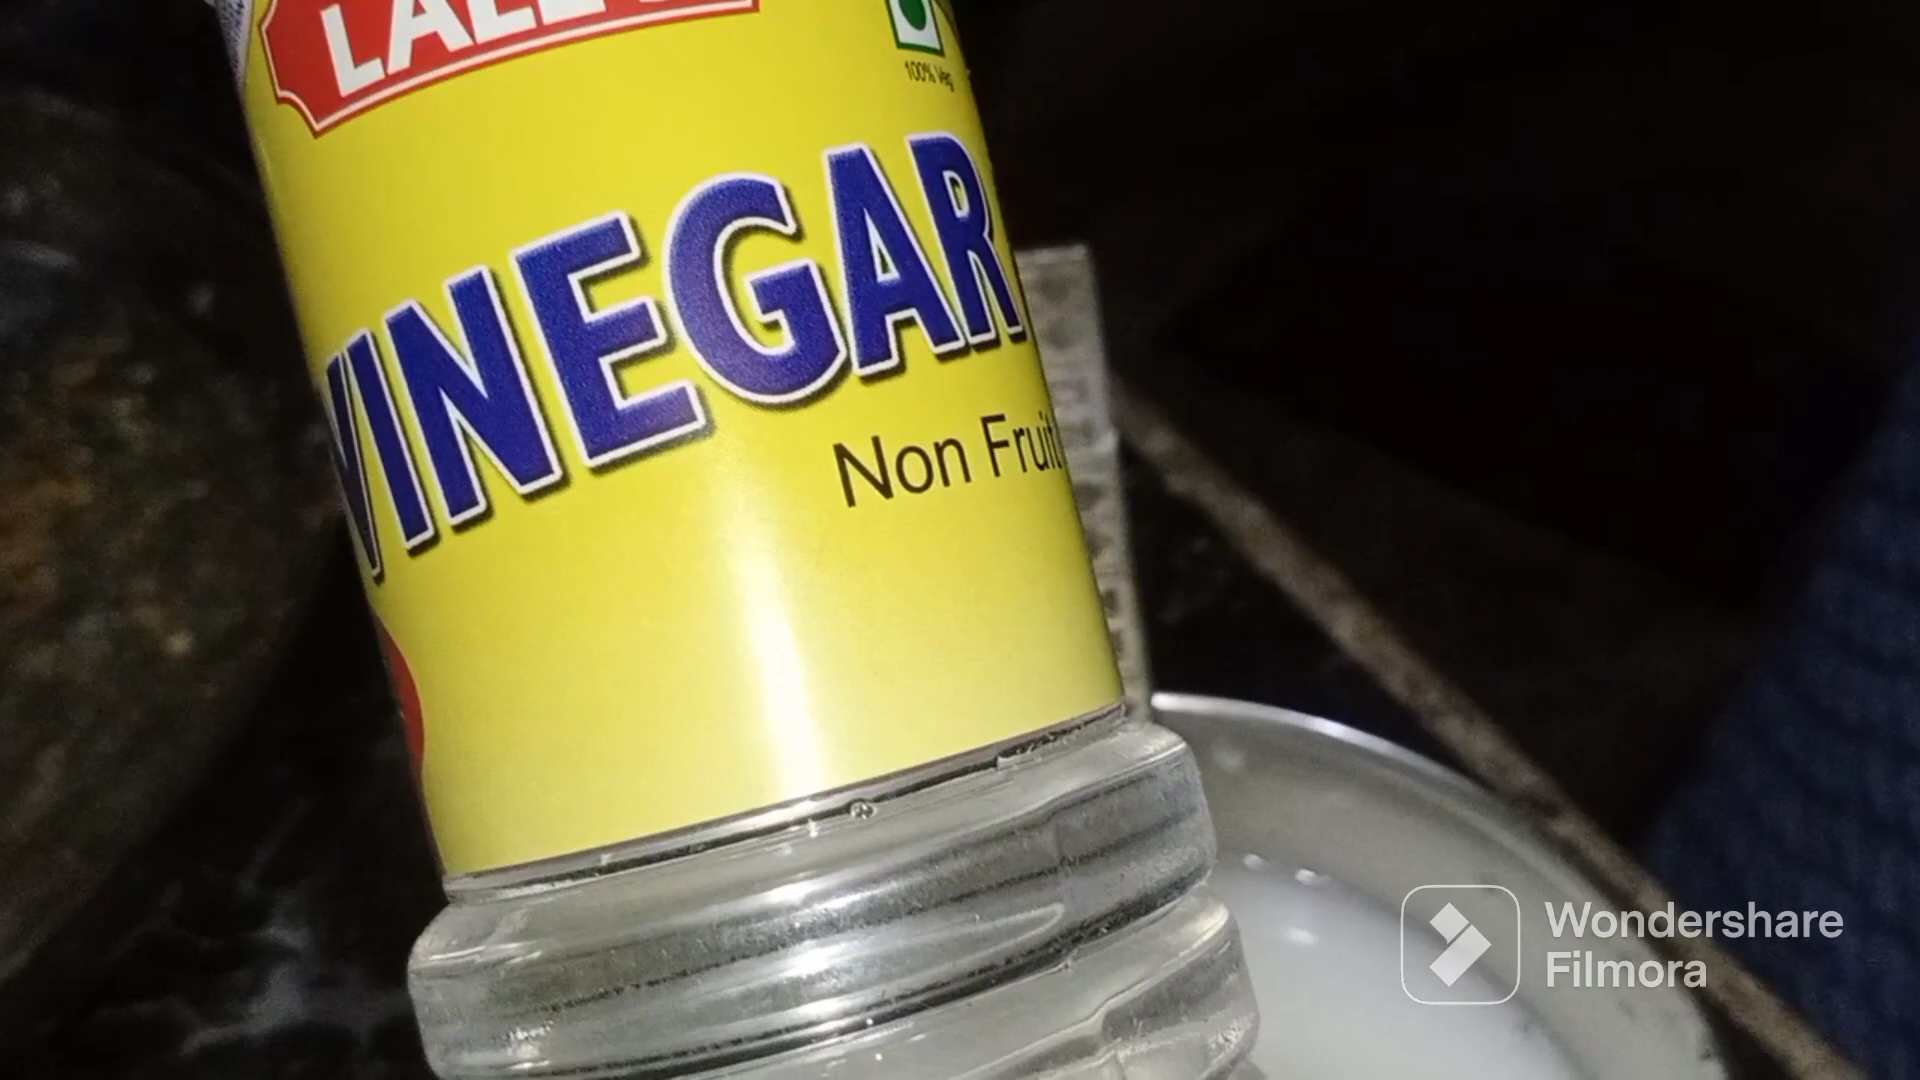 100% Veg
VINEGAR
Non Fruit
Wondershare
Filmora